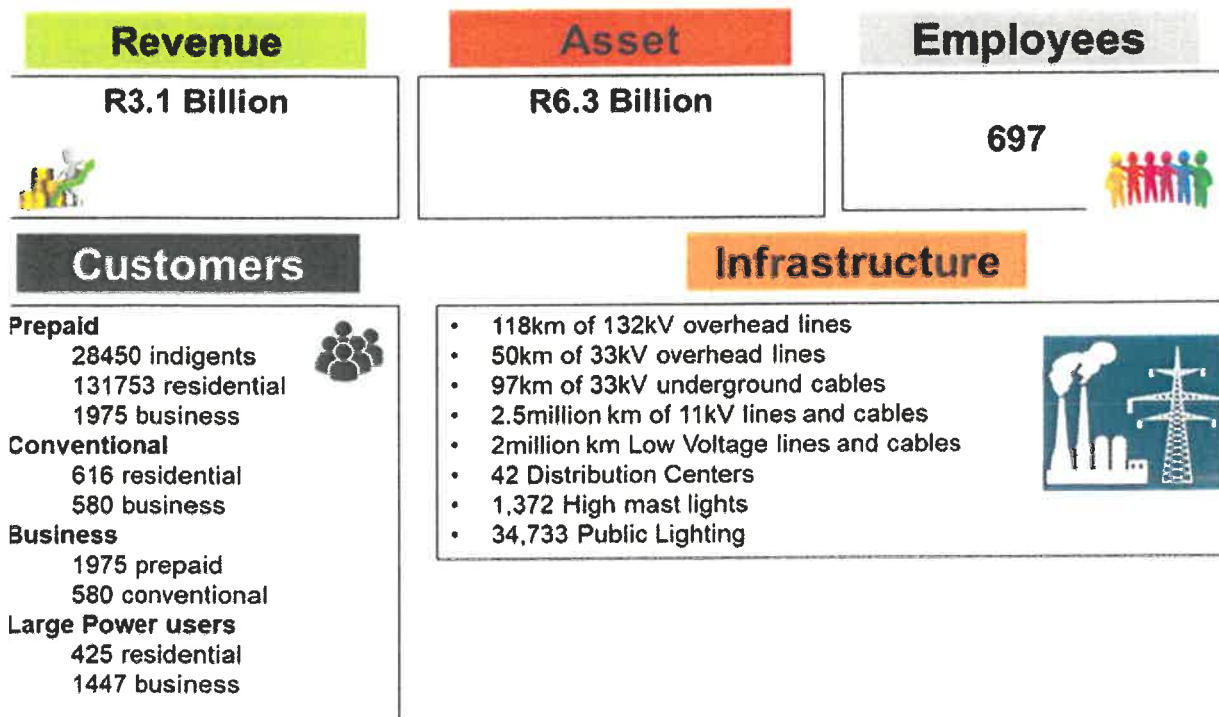 Revenue
R3.1 Billion
Asset
R6.3 Billion
Employees
697
Customers
Prepaid
28450 indigents
131753 residential
1975 business
Conventional
616 residential
580 business
Business
1975 prepaid
580 conventional
Large Power users
425 residential
1447 business
Infrastructure
• 118km of 132kV overhead lines
• 50km of 33kV overhead lines
• 97km of 33kV underground cables
• 2.5million km of 11kV lines and cables
• 2million km Low Voltage lines and cables
• 42 Distribution Centers
• 1,372 High mast lights
• 34,733 Public Lighting